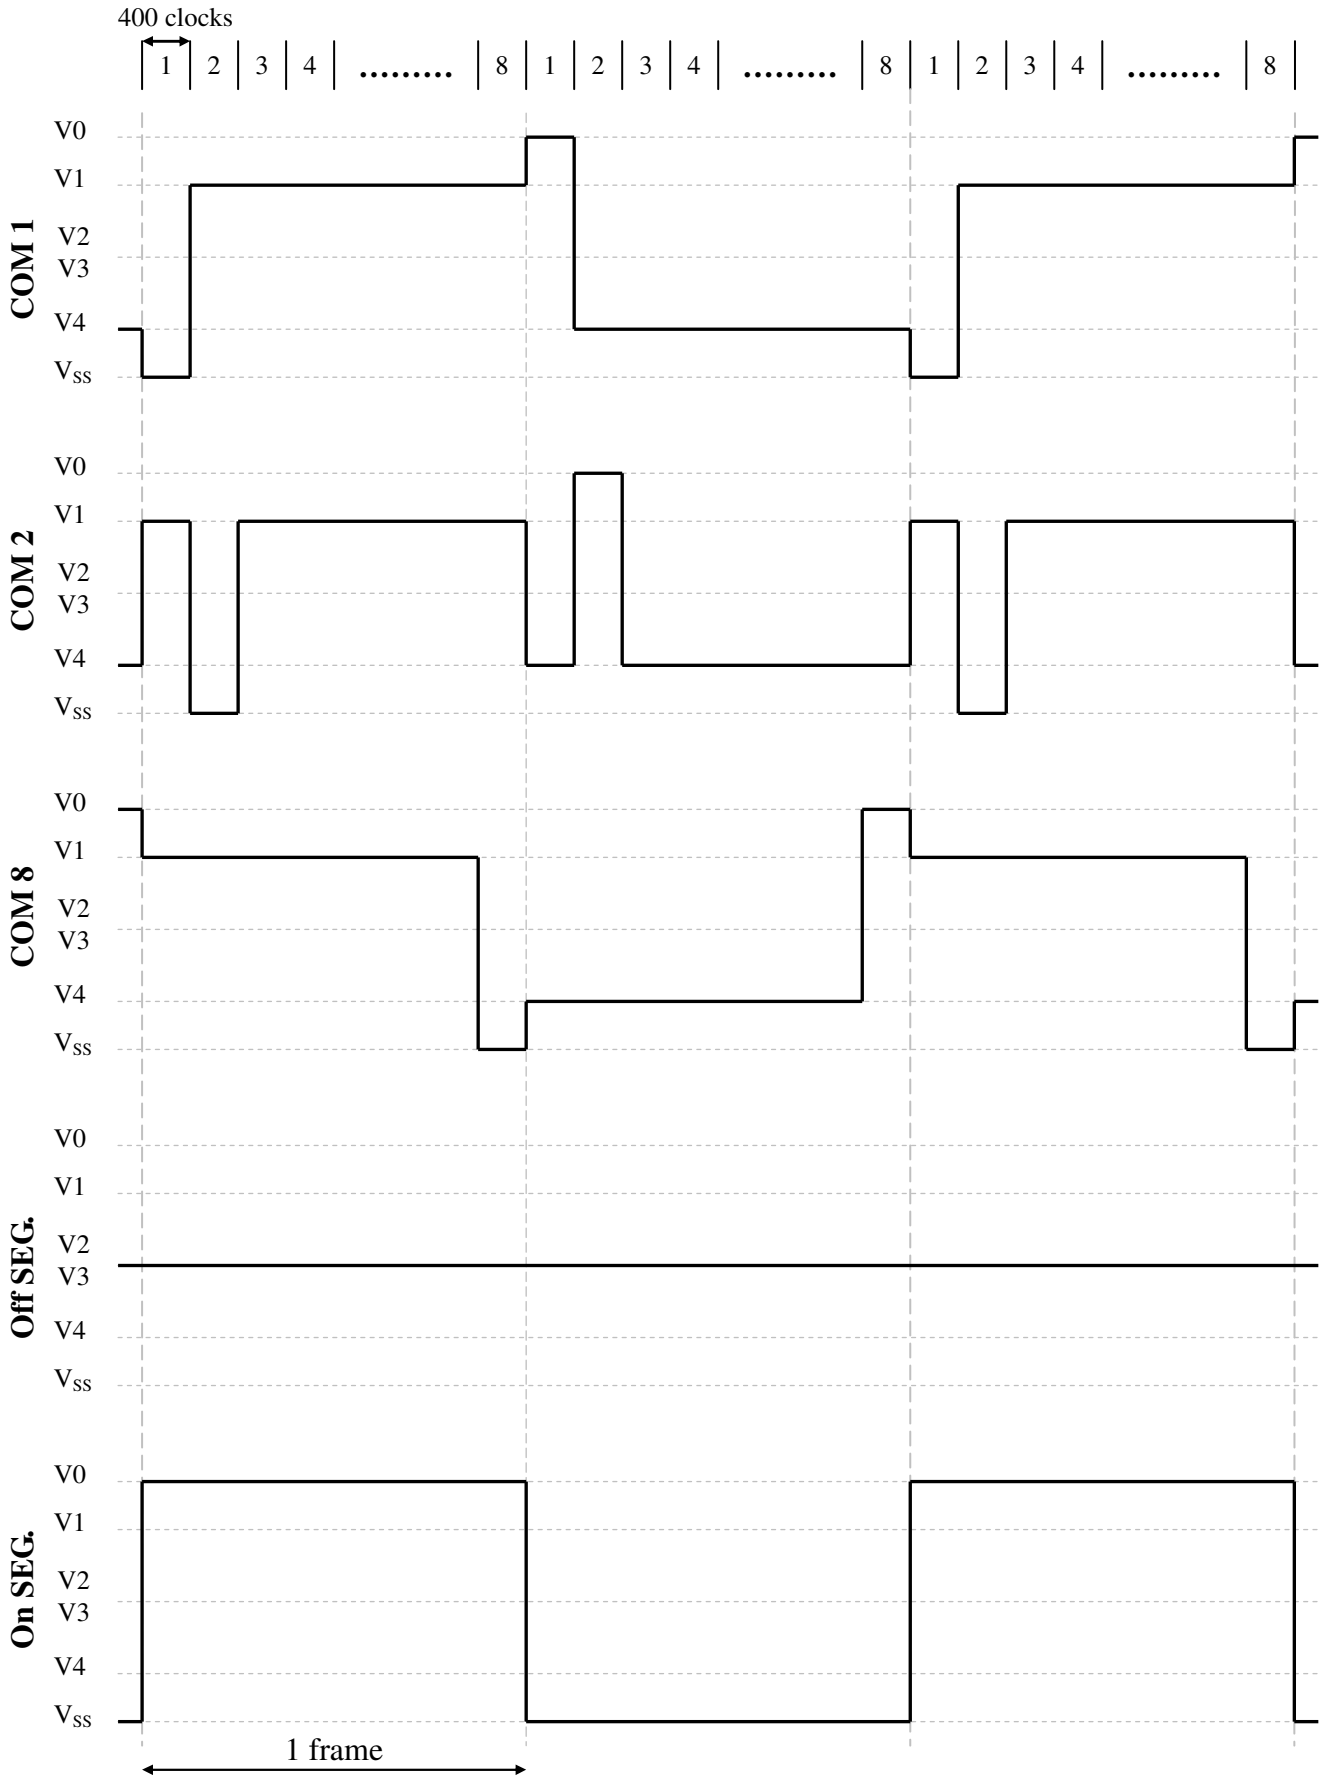 400 clocks
1 2 3 4 ......... 8 1 2 3 4 ......... 8 1 2 3 4 ......... 8
COM 1
V0
V1
V2
V3
V4
VSS
COM 2
V0
V1
V2
V3
V4
VSS
COM 8
V0
V1
V2
V3
V4
VSS
Off SEG.
V0
V1
V2
V3
V4
VSS
On SEG.
V0
V1
V2
V3
V4
VSS
1 frame